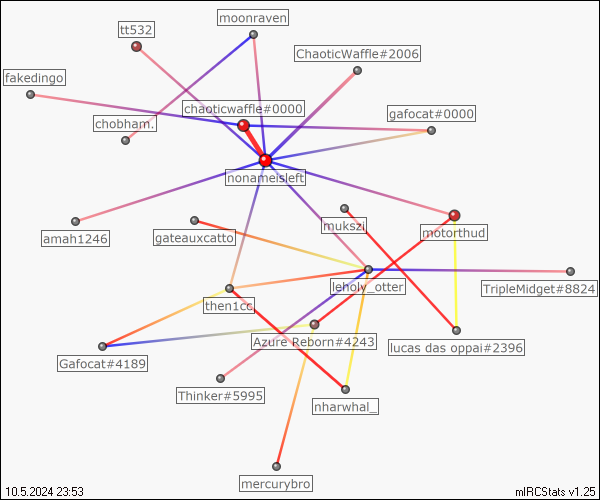 moonraven
tt532
ChaoticWaffle#2006
fakedingo
chaoticwaffle#0000
gafocat#0000
chobham.
nonameisleft
mukszi
motorthud
amah1246
gateauxcatto
leholy_otter
TripleMidget#8824
then1cc
Azure Reborn#4243
lucas das oppai#2396
Gafocat#4189
Thinker#5995
nharwhal_
mercurybro
10.5.2024 23:53
mIRCStats v1.25